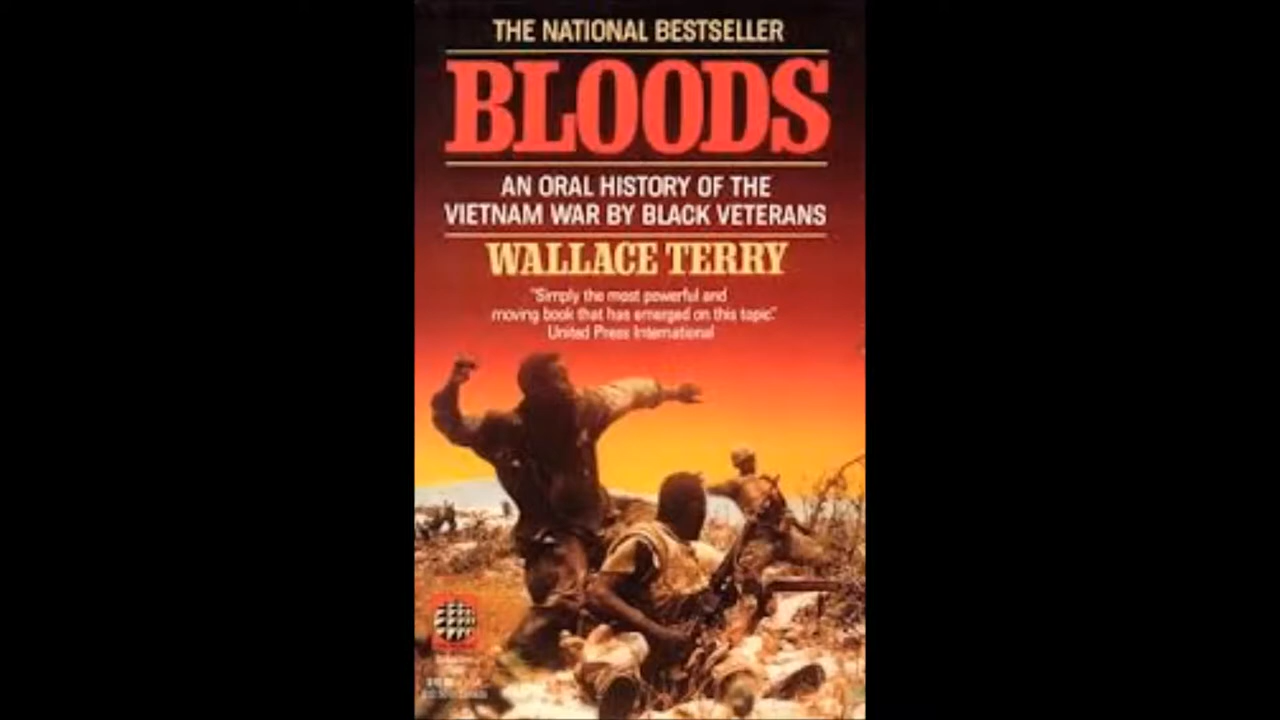 THE NATIONAL BESTSELLER
BLOODS
AN ORAL HISTORY OF THE
VIETNAM WAR BY BLACK VETERANS
WALLACE TERRY
"Simply the most powerful and
moving book that has emerged on this topic."
United Press International